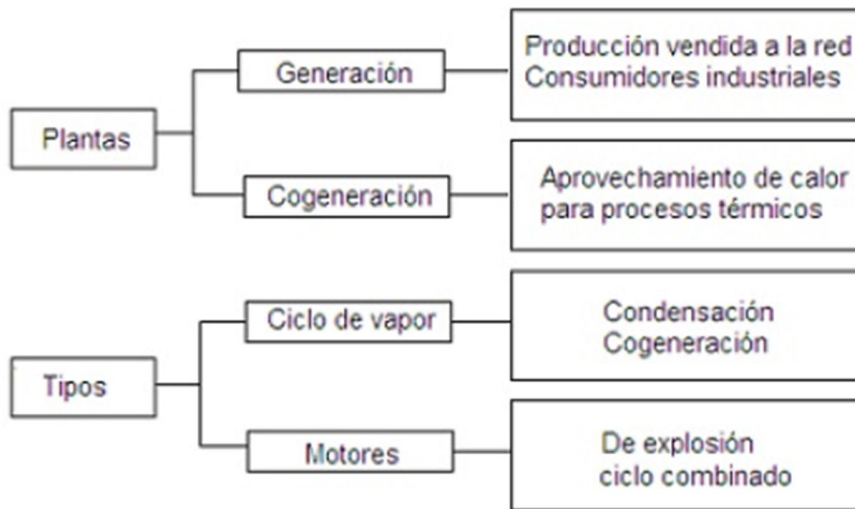 Plantas
Generación
Producción vendida a la red
Consumidores industriales
Cogeneración
Aprovechamiento de calor
para procesos térmicos
Tipos
Ciclo de vapor
Condensación
Cogeneración
Motores
De explosión
ciclo combinado